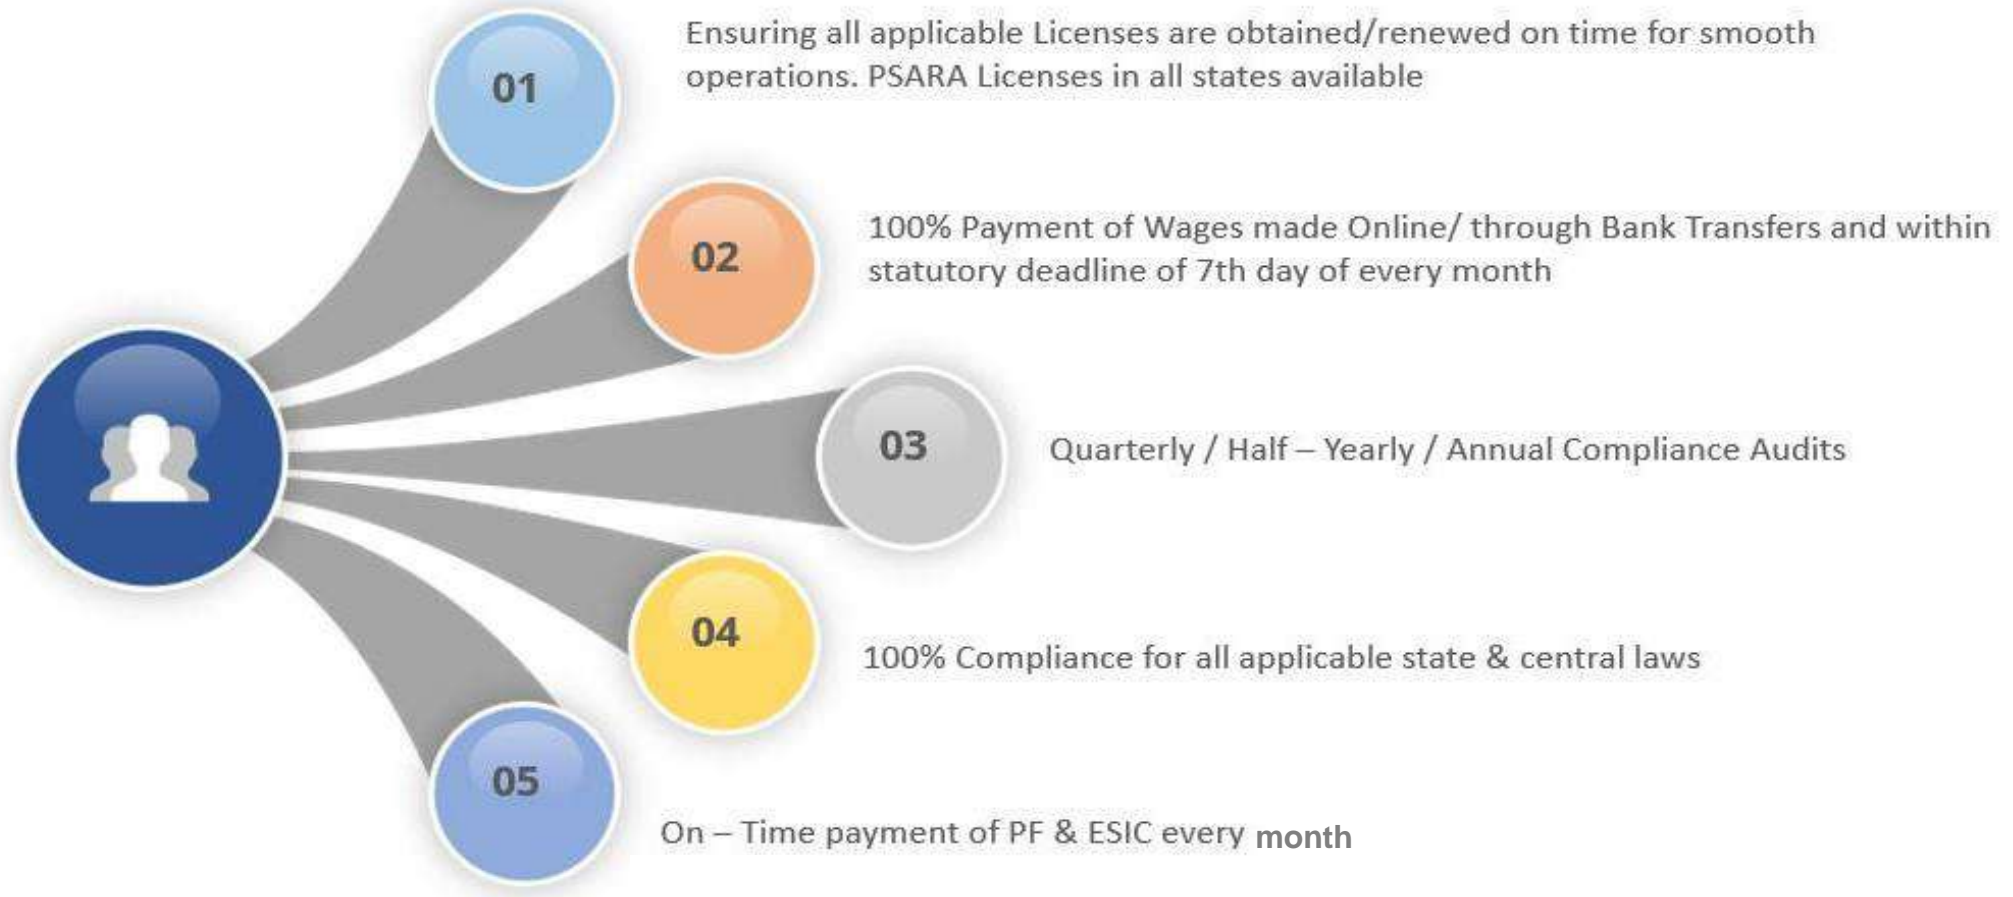 01
Ensuring all applicable Licenses are obtained/renewed on time for smooth
operations. PSARA Licenses in all states available
02
100% Payment of Wages made Online/ through Bank Transfers and within
statutory deadline of 7th day of every month
03
Quarterly / Half – Yearly / Annual Compliance Audits
04
100% Compliance for all applicable state & central laws
05
On – Time payment of PF & ESIC every month